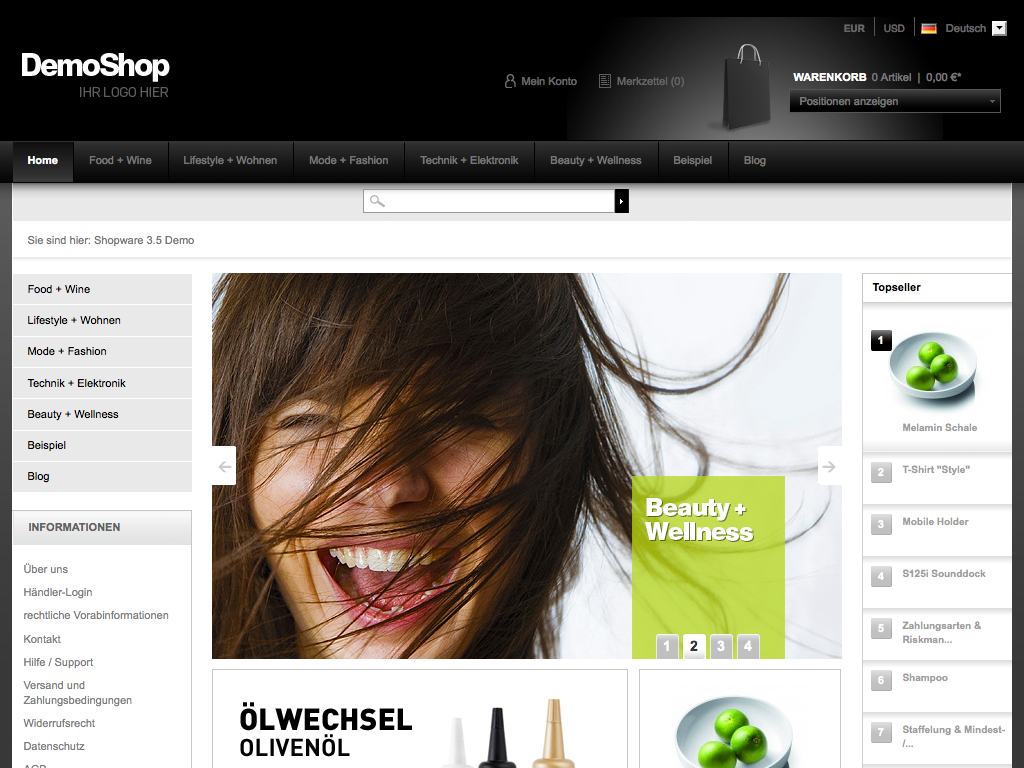 EUR
USD
Deutsch
DemoShop
IHR LOGO HIER
Mein Konto
Merkzettel (0)
WARENKORB 0 Artikel | 0,00 €*
Positionen anzeigen
Home
Food + Wine
Lifestyle + Wohnen
Mode + Fashion
Technik + Elektronik
Beauty + Wellness
Beispiel
Blog
Sie sind hier: Shopware 3.5 Demo
Food + Wine
Lifestyle + Wohnen
Mode + Fashion
Technik + Elektronik
Beauty + Wellness
Beispiel
Blog
INFORMATIONEN
Über uns
Händler-Login
rechtliche Vorabinformationen
Kontakt
Hilfe / Support
Versand und
Zahlungsbedingungen
Widerrufsrecht
Datenschutz
AGB
Beauty +
Wellness
1 2 3 4
ÖLWECHSEL
OLIVENÖL
Topseller
1
Melamin Schale
2 T-Shirt "Style"
3 Mobile Holder
4 S125i Sounddock
5 Zahlungsarten &
Riskman...
6 Shampoo
7 Staffelung & Mindest-
/...